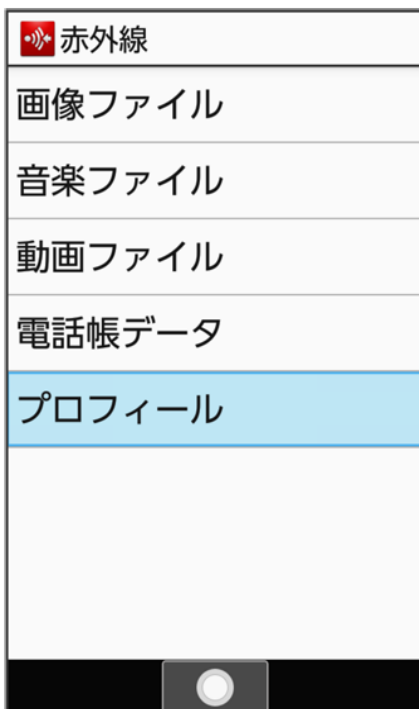 赤外線
画像ファイル
音楽ファイル
動画ファイル
電話帳データ
プロフィール